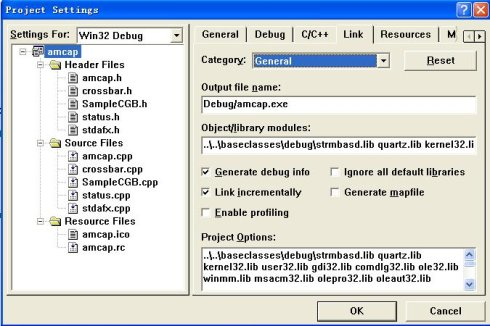 Project Settings
Settings For: Win32 Debug
amcap
Header Files
amcap.h
crossbar.h
SampleCGB.h
status.h
stdafx.h
Source Files
amcap.cpp
crossbar.cpp
SampleCGB.cpp
status.cpp
stdafx.cpp
Resource Files
amcap.ico
amcap.rc
General Debug C/C++ Link Resources M
Category: General Reset
Output file name:
Debug/amcap.exe
Object/library modules:
..\..\baseclasses\debug\strmbasd.lib quartz.lib kernel32.li
Generate debug info Ignore all default libraries
Link incrementally Generate mapfile
Enable profiling
Project Options:
..\..\baseclasses\debug\strmbasd.lib quartz.lib
kernel32.lib user32.lib gdi32.lib comdlg32.lib ole32.lib
winmm.lib msacm32.lib olepro32.lib oleaut32.lib
OK Cancel